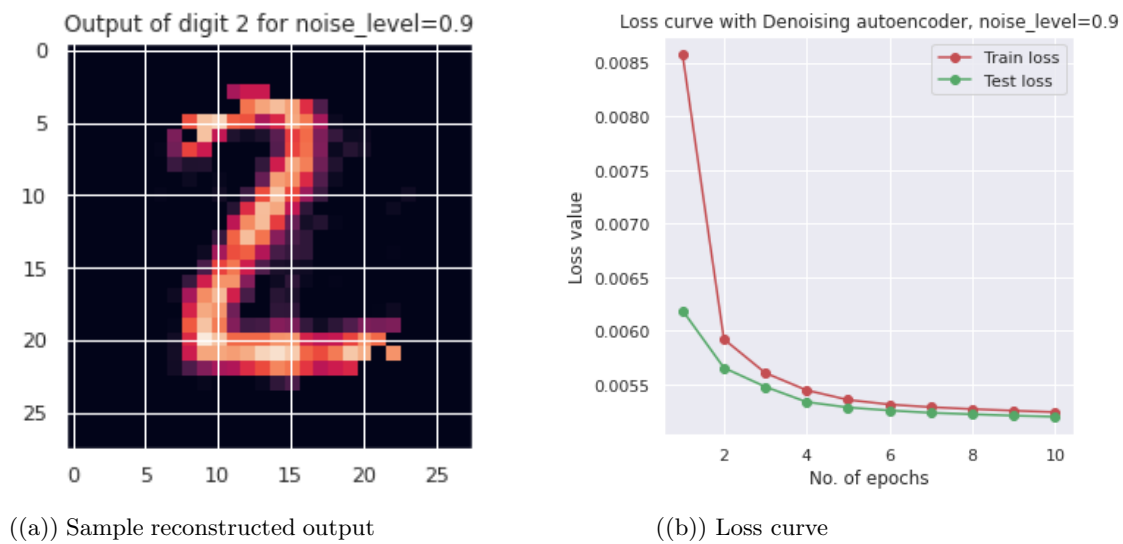 Output of digit 2 for noise_level=0.9
0
5
10
15
20
25
0 5 10 15 20 25
((a)) Sample reconstructed output
Loss curve with Denoising autoencoder, noise_level=0.9
Train loss
Test loss
Loss value
0.0085
0.0080
0.0075
0.0070
0.0065
0.0060
0.0055
2 4 6 8 10
No. of epochs
((b)) Loss curve